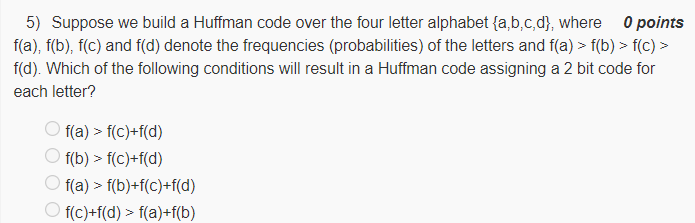 5) Suppose we build a Huffman code over the four letter alphabet {a,b,c,d}, where 0 points
f(a), f(b), f(c) and f(d) denote the frequencies (probabilities) of the letters and f(a) > f(b) > f(c) >
f(d). Which of the following conditions will result in a Huffman code assigning a 2 bit code for
each letter?
f(a) > f(c)+f(d)
f(b) > f(c)+f(d)
f(a) > f(b)+f(c)+f(d)
f(c)+f(d) > f(a)+f(b)